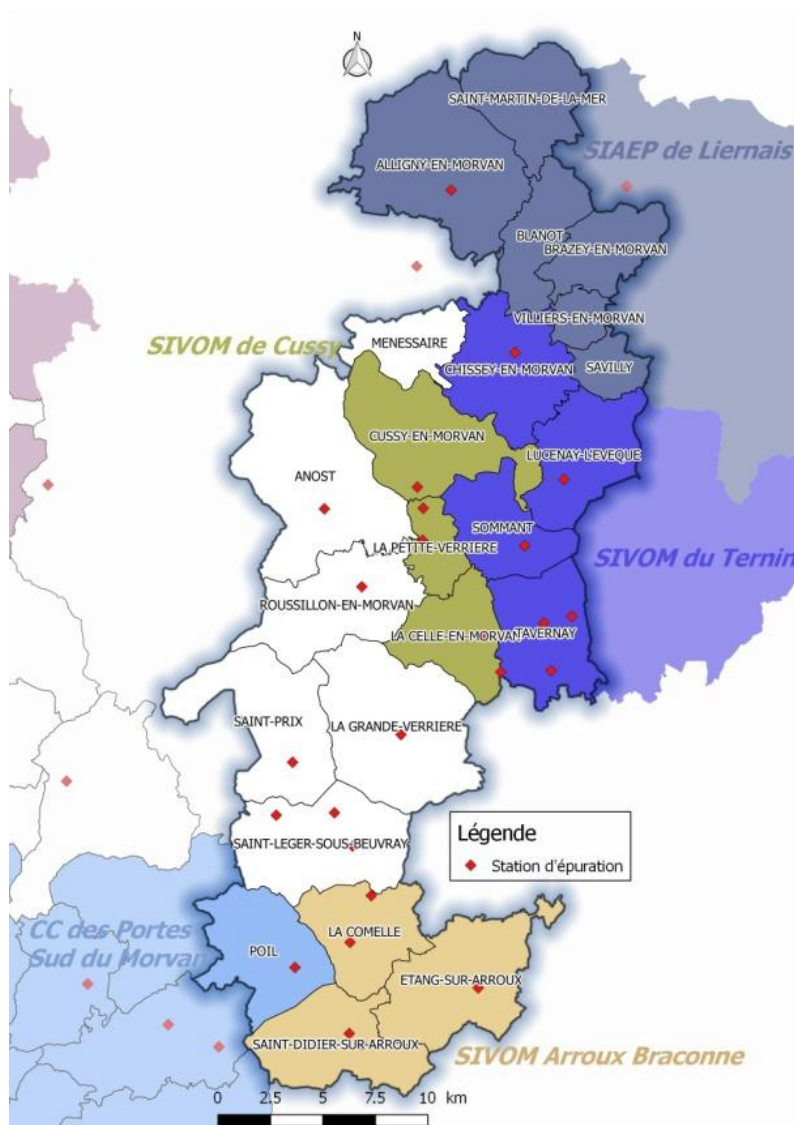 N
SAINT-MARTIN-DE-LA-MER
SIAEP de Liernais
ALLIGNY-EN-MORVAN
BLANOT
BRAZEY-EN-MORVAN
VILLIERS-EN-MORVAN
SIVOM de Cussy
MENESSAIRE
CHISSEY-EN-MORVAN
SAVILLY
CUSSY-EN-MORVAN
LUCENAY-L'EVEQUE
ANOST
SOMMANT
LA PETITE-VERRIERE
SIVOM du Ternin
ROUSSILLON-EN-MORVAN
LA CELLE-EN-MORVAN
TAVERNAY
SAINT-PRIX
LA GRANDE-VERRIERE
Légende
Station d'épuration
SAINT-LEGER-SOUS-BEUVRAY
CC des Portes
Sud du Morvan
LA COMELLE
POIL
ETANG-SUR-ARROUX
SAINT-DIDIER-SUR-ARROUX
SIVOM Arroux Braconne
0 2.5 5 7.5 10 km